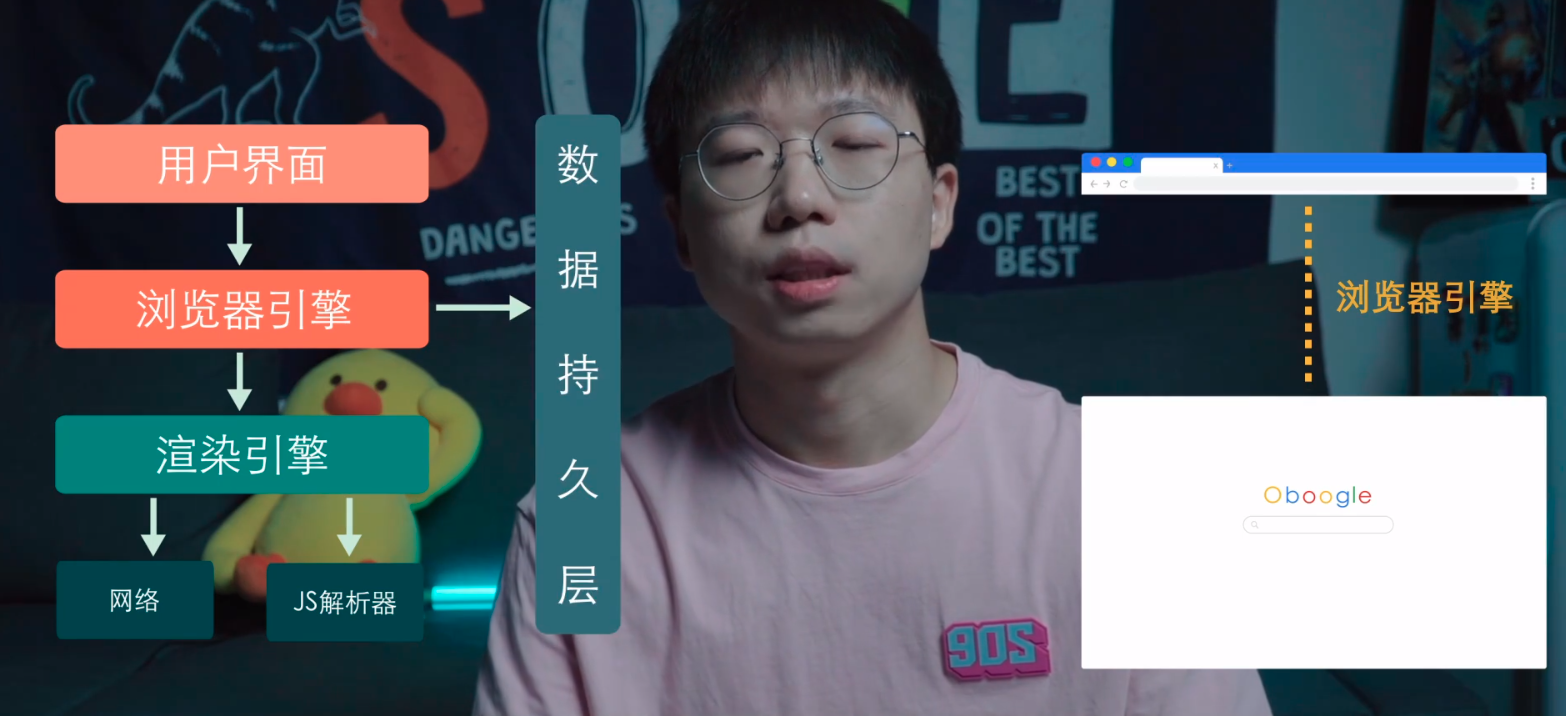 用户界面
浏览器引擎
渲染引擎
网络
JS解析器
数据持久层
DANGE
S
BEST
OF THE
BEST
90S
浏览器引擎
Oboogle